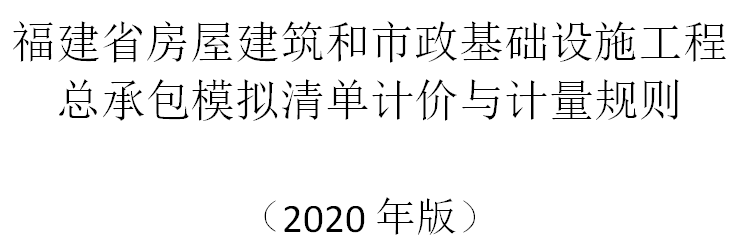 福建省房屋建筑和市政基础设施工程
总承包模拟清单计价与计量规则
（2020 年版）